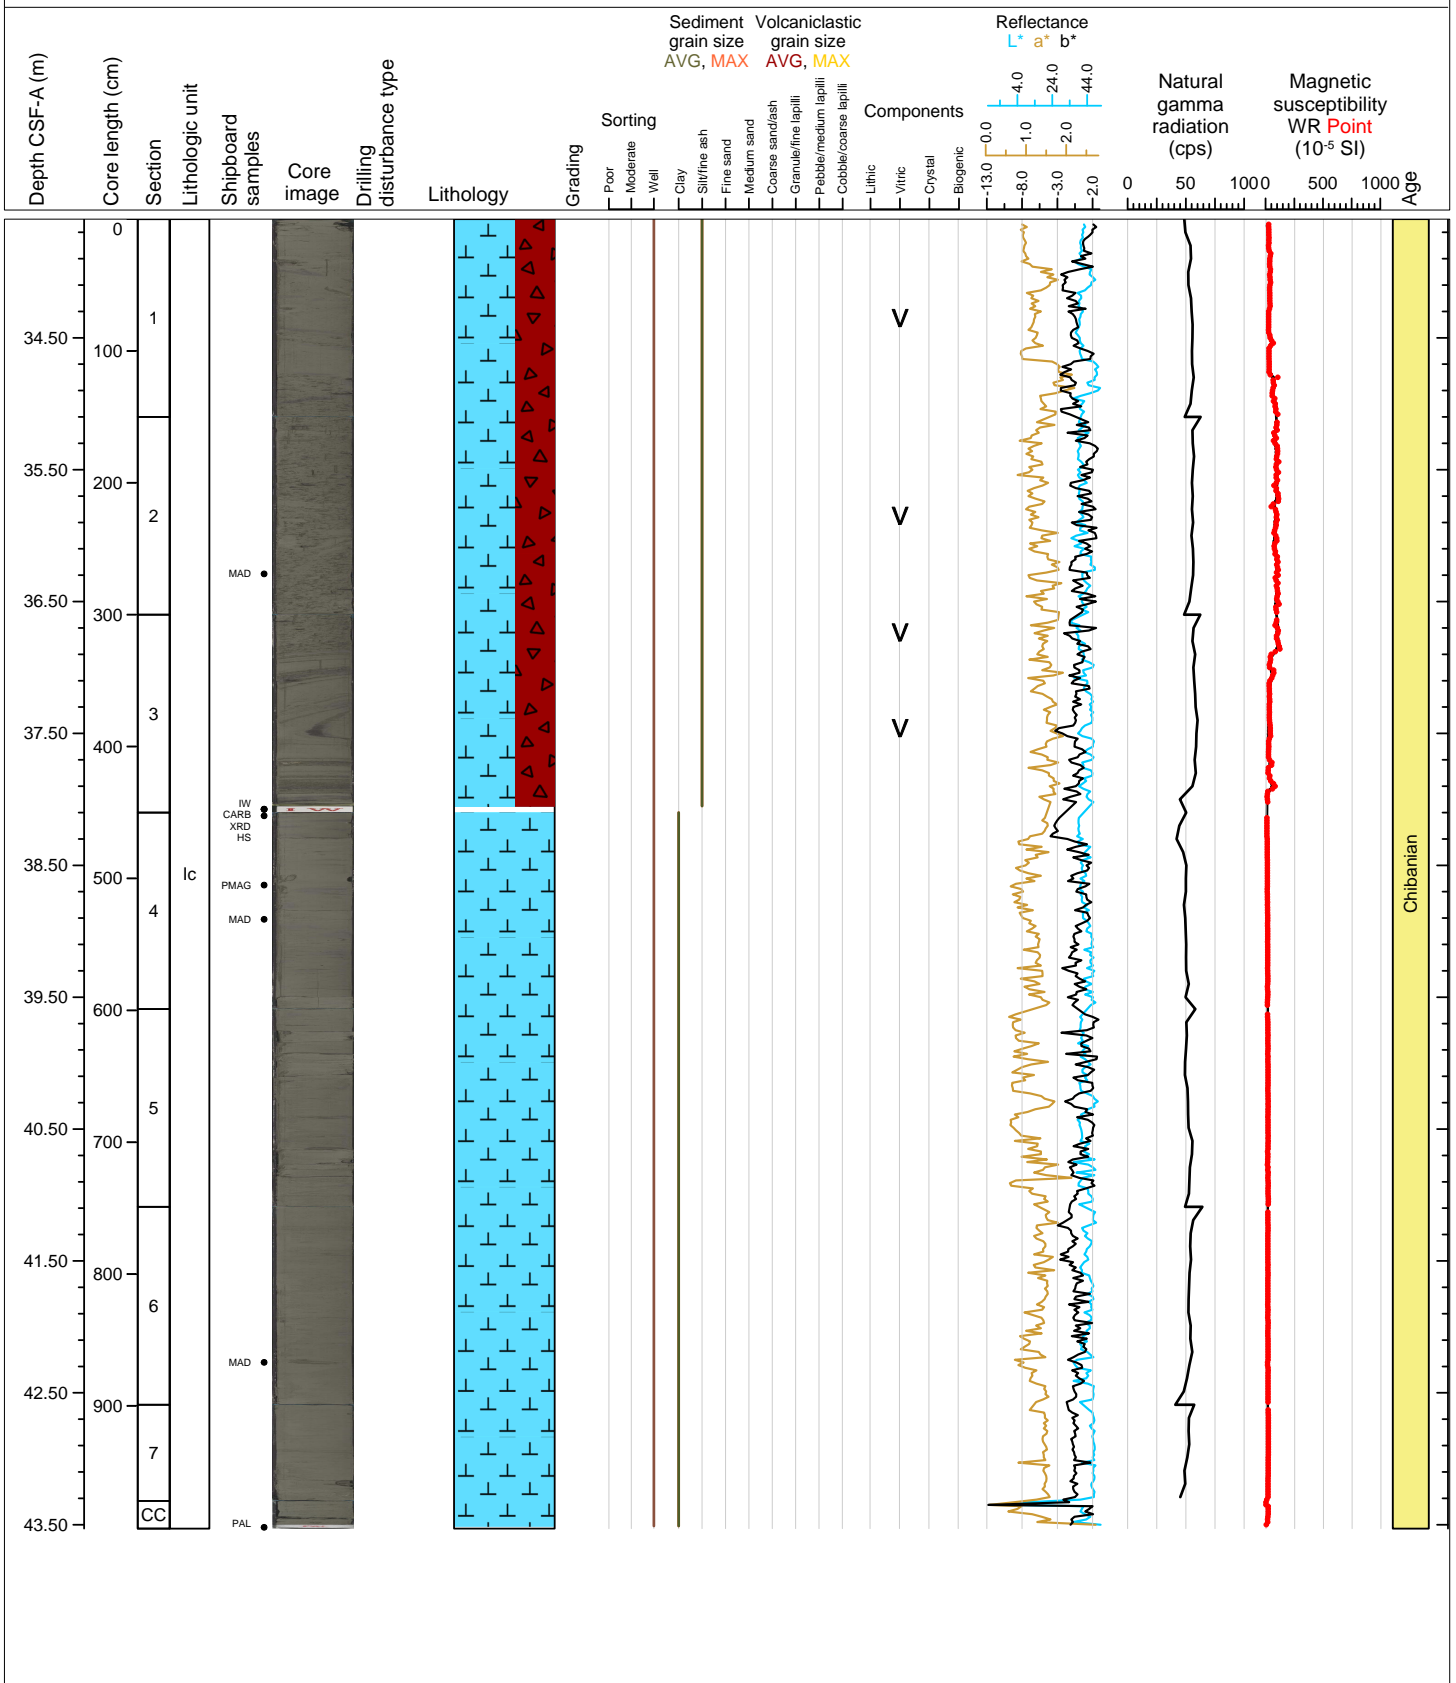 Depth CSF-A (m)
Core length (cm)
Section
Lithologic unit
Shipboard
samples
Core
image
Drilling
disturbance type
Lithology
Grading
Sorting
Poor
Moderate
Well
Sediment
grain size
AVG, MAX
Volcaniclastic
grain size
AVG, MAX
Clay
Silt/fine ash
Fine sand
Medium sand
Coarse sand/ash
Granule/fine lapilli
Pebble/medium lapilli
Cobble/coarse lapilli
Components
Lithic
Vitric
Crystal
Biogenic
Reflectance
L* a* b*
4.0 24.0 44.0
0.0 1.0 2.0
-13.0 -8.0 -3.0 2.0
Natural
gamma
radiation
(cps)
0 50 100
Magnetic
susceptibility
WR Point
(10-5 SI)
0 500 1000
Age
34.50
35.50
36.50
37.50
38.50
39.50
40.50
41.50
42.50
43.50
0
100
200
300
400
500
600
700
800
900
1
2
3
4
5
6
7
CC
Ic
MAD
IW
CARB
XRD
HS
PMAG
MAD
MAD
PAL
I W
V
V
V
V
Chibanian